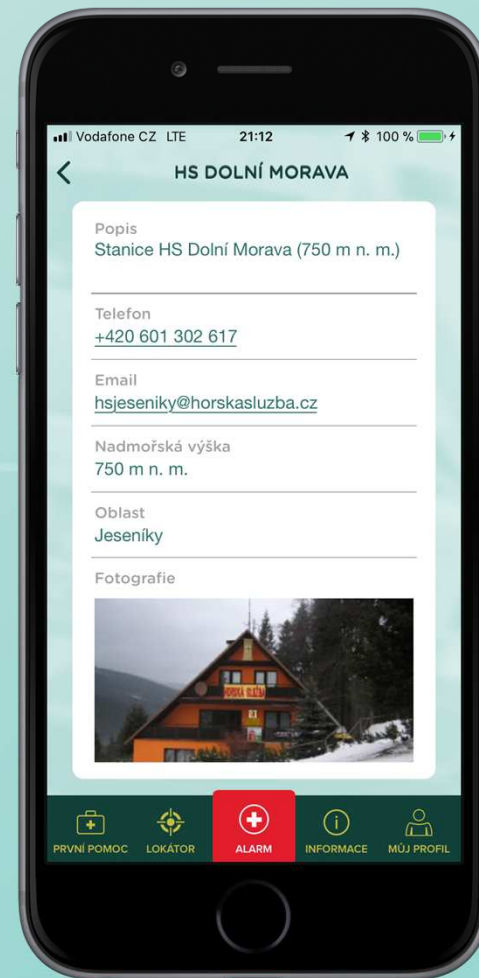 Vodafone CZ LTE 21:12 100 %
HS DOLNÍ MORAVA
Popis
Stanice HS Dolní Morava (750 m n. m.)
Telefon
+420 601 302 617
Email
hsjeseniky@horskasluzba.cz
Nadmořská výška
750 m n. m.
Oblast
Jeseníky
Fotografie
HORSKÁ SLUŽBA
PRVNÍ POMOC LOKÁTOR ALARM INFORMACE MŮJ PROFIL